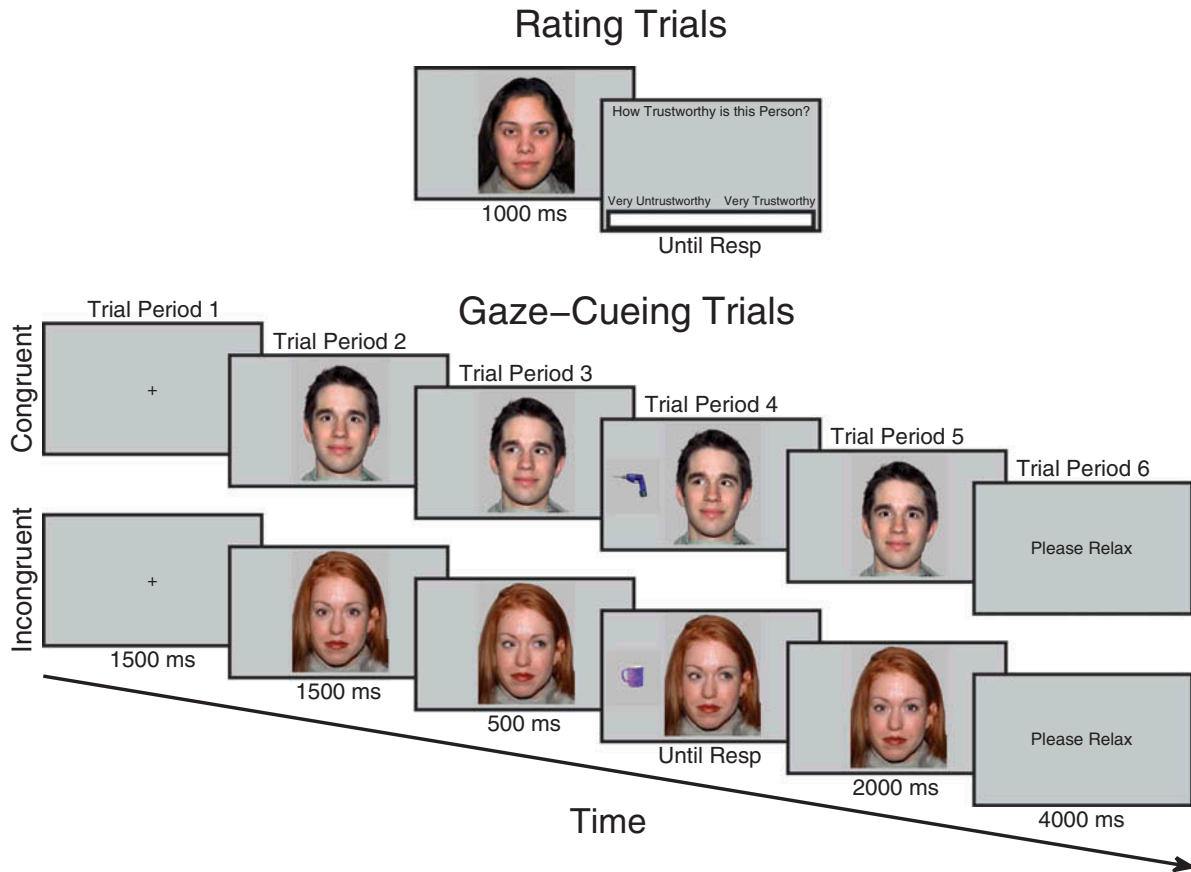 Rating Trials
How Trustworthy is this Person?
Very Untrustworthy Very Trustworthy
1000 ms
Until Resp
Gaze–Cueing Trials
Congruent
Trial Period 1
+
Trial Period 2
Trial Period 3
Trial Period 4
Trial Period 5
Trial Period 6
Please Relax
Incongruent
+
1500 ms
1500 ms
500 ms
Until Resp
2000 ms
Please Relax
4000 ms
Time